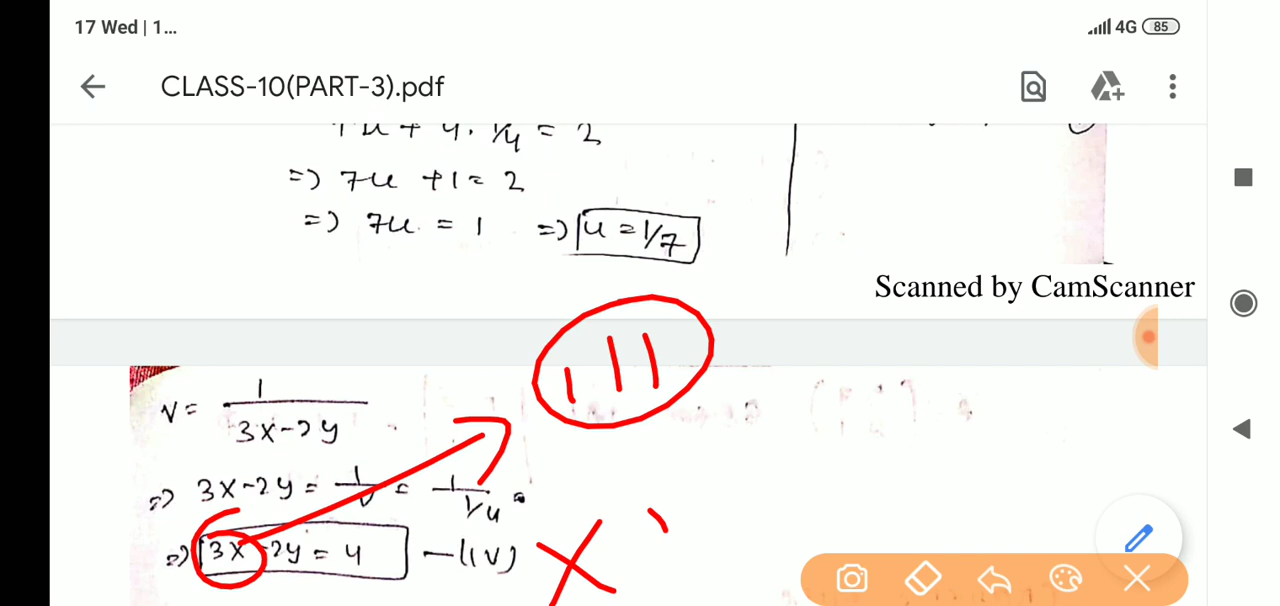 17 Wed | 1...
4G 85
CLASS-10(PART-3).pdf
7u + 4. 1/4 = 2
=> 7u +1 = 2
=> 7u = 1 => u = 1/7
Scanned by CamScanner
111
V = 1/3x-2y
=> 3x-2y = 1/v = 1/1/4
=> 3x-2y = 4 —(IV)
X